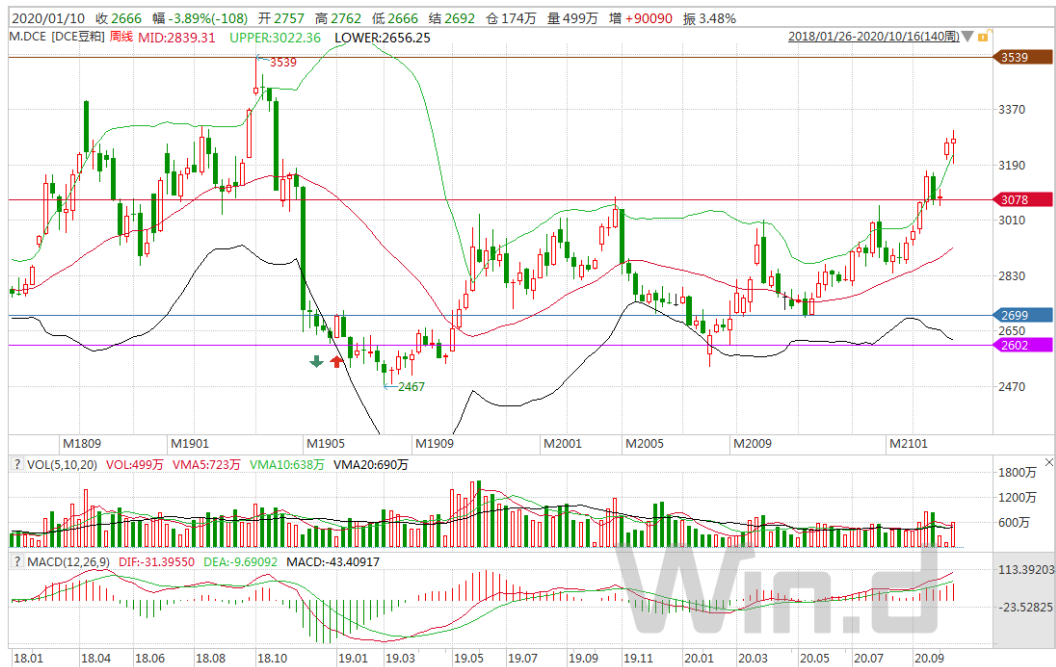 2020/01/10 收 2666 幅 -3.89%(-108) 开 2757 高 2762 低 2666 结 2692 仓 174万 量 499万 增 +90090 振 3.48%
M.DCE [DCE豆粕] 周线 MID:2839.31 UPPER:3022.36 LOWER:2656.25 2018/01/26-2020/10/16(140周)
3539
3539
3370
3190
3078
3010
2830
2699
2650
2602
2467
2470
M1809 M1901 M1905 M1909 M2001 M2005 M2009 M2101
? VOL(5,10,20) VOL:499万 VMA5:723万 VMA10:638万 VMA20:690万
1800万
1200万
600万
? MACD(12,26,9) DIF:-31.39550 DEA:-9.69092 MACD:-43.40917
111.39203
-23.52825
Win.d
18.01 18.04 18.06 18.08 18.10 19.01 19.03 19.05 19.07 19.09 19.11 20.01 20.03 20.05 20.07 20.09